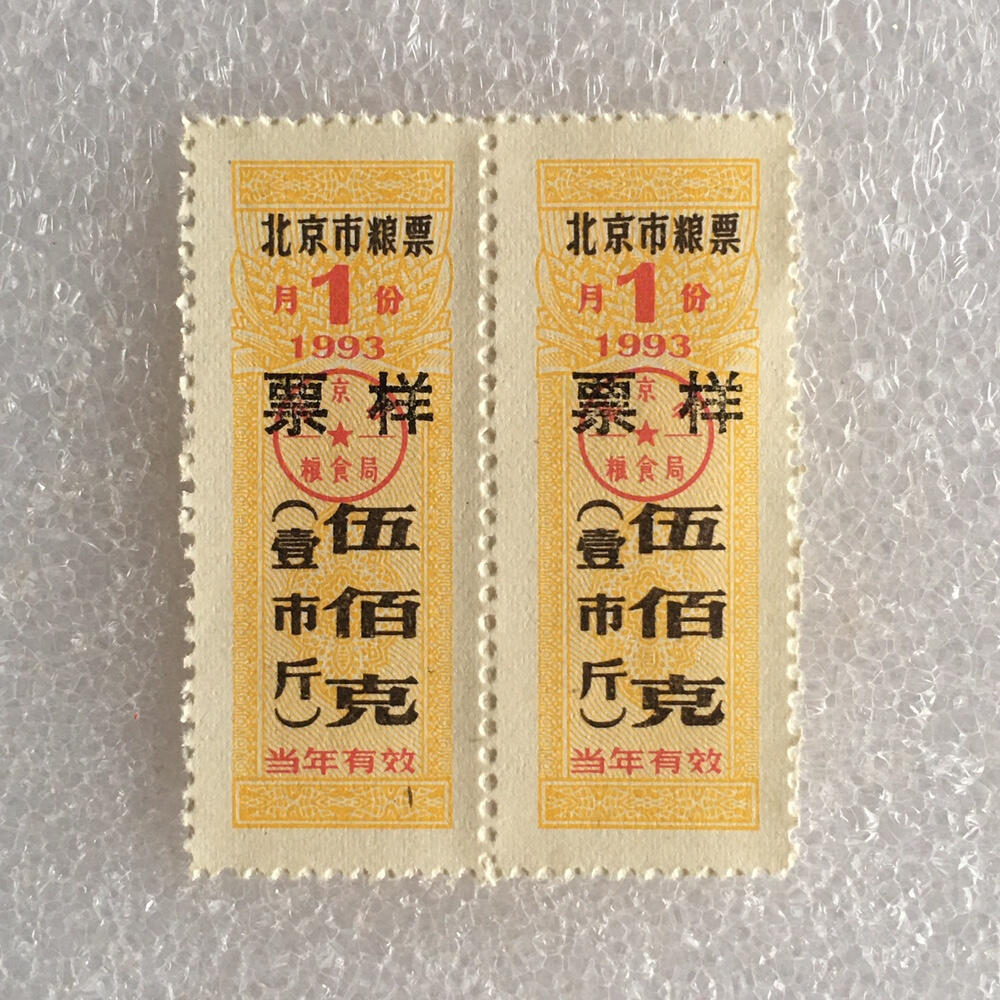 北京市粮票
月1份
1993
票样
京
粮食局
伍佰克
(壹市斤)
当年有效
北京市粮票
月1份
1993
票样
京
粮食局
伍佰克
(壹市斤)
当年有效